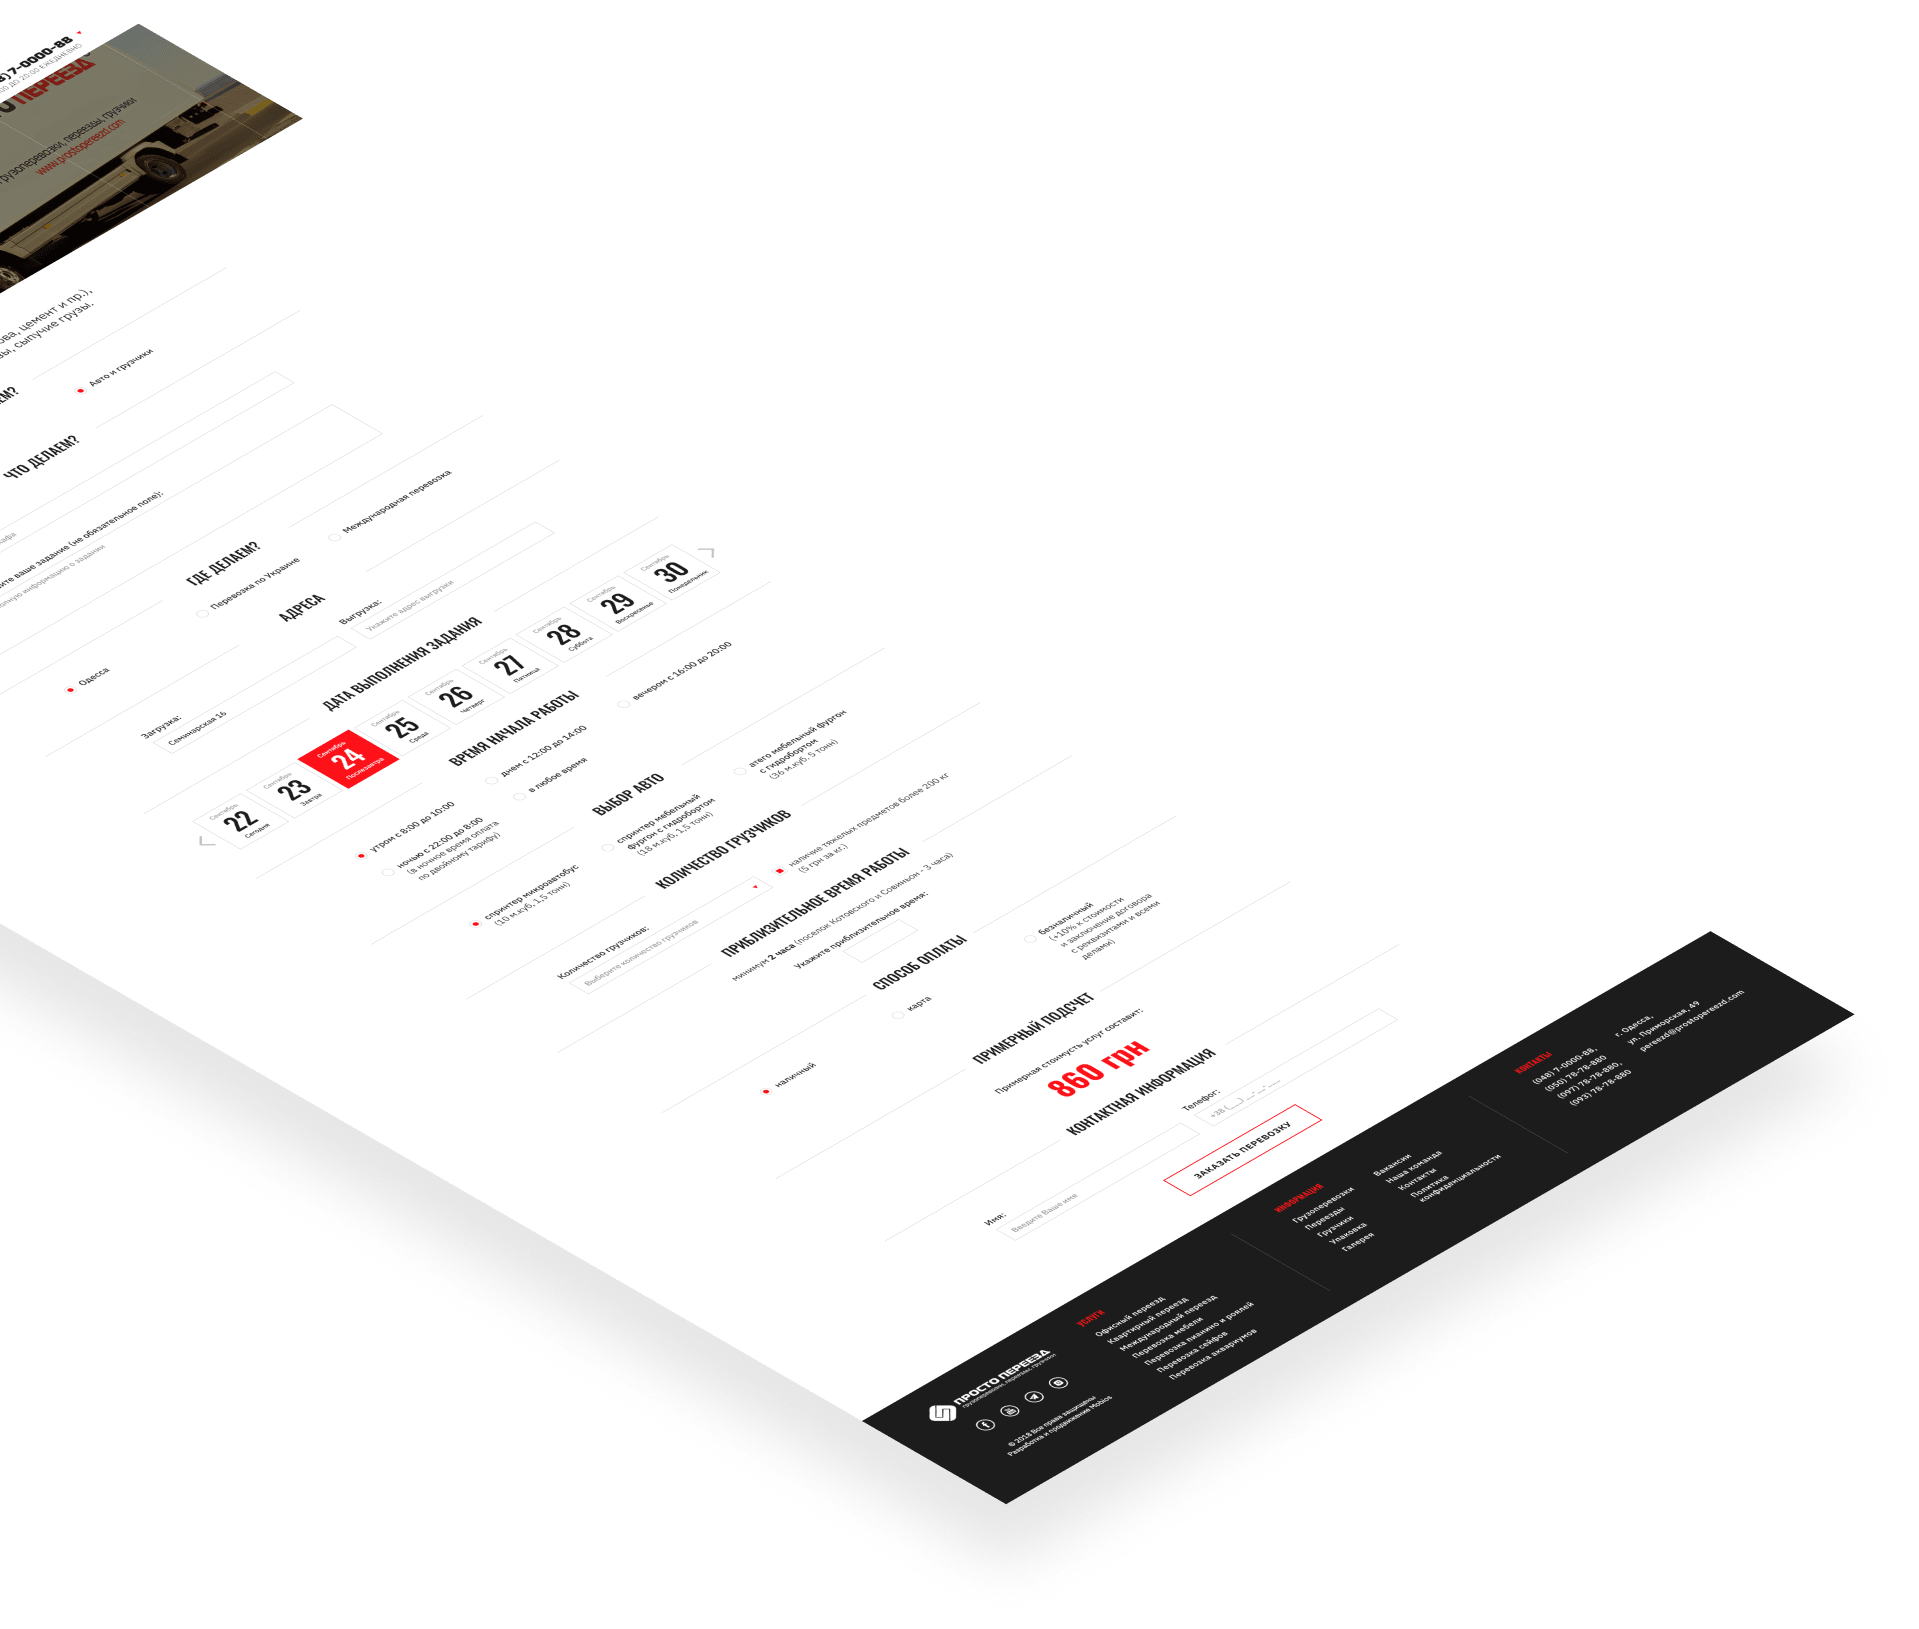 7-0000-88
ДО 20:00 ЕЖЕДНЕВНО
ПЕРЕЕЗД
переезды, грузчики
www.prostopereezd.com
цемент и пр.),
сыпучие грузы.
Авто и грузчики
ЧТО ДЕЛАЕМ?
ваше задание (не обязательное поле):
информацию о задании
ГДЕ ДЕЛАЕМ?
Одесса
Перевозка по Украине
Международная перевозка
АДРЕСА
Загрузка:
Семинарская 16
Выгрузка:
Укажите адрес выгрузки
ДАТА ВЫПОЛНЕНИЯ ЗАДАНИЯ
Сентябрь
22
Сегодня
Сентябрь
23
Завтра
Сентябрь
24
Послезавтра
Сентябрь
25
Среда
Сентябрь
26
Четверг
Сентябрь
27
Пятница
Сентябрь
28
Суббота
Сентябрь
29
Воскресенье
Сентябрь
30
Понедельник
ВРЕМЯ НАЧАЛА РАБОТЫ
утром с 8:00 до 10:00
днем с 12:00 до 14:00
вечером с 16:00 до 20:00
ночью с 22:00 до 8:00
(в ночное время оплата
по двойному тарифу)
в любое время
ВЫБОР АВТО
спринтер микроавтобус
(10 м.куб. 1,5 тонн)
спринтер мебельный
фургон с гидробортом
(18 м.куб. 1,5 тонн)
атего мебельный фургон
с гидробортом
(36 м.куб. 5 тонн)
КОЛИЧЕСТВО ГРУЗЧИКОВ
Количество грузчиков:
Выберите количество грузчиков
наличие тяжелых предметов более 200 кг
(5 грн за кг.)
ПРИБЛИЗИТЕЛЬНОЕ ВРЕМЯ РАБОТЫ
минимум 2 часа (поселок Котовского и Совиньон - 3 часа)
Укажите приблизительное время:
СПОСОБ ОПЛАТЫ
наличный
карта
безналичный
(+10% к стоимости
и заключение договора
с реквизитами и всеми
делами)
ПРИМЕРНЫЙ ПОДСЧЕТ
Примерная стоимусть услуг составит:
860 грн
КОНТАКТНАЯ ИНФОРМАЦИЯ
Имя:
Введите Ваше имя
Телефог:
+38 (__) __-__-__
ЗАКАЗАТЬ ПЕРЕВОЗКУ
ПРОСТО ПЕРЕЕЗД
грузоперевозки, переезды, грузчики
© 2018 Все права защищены
Разработка и продвижение Mobios
УСЛУГИ
Офисный переезд
Квартирный переезд
Международный переезд
Перевозка мебели
Перевозка пианино и роялей
Перевозка сейфов
Перевозка аквариумов
ИНФОРМАЦИЯ
Грузоперевозки
Переезды
Грузчики
Упаковка
Галерея
Вакансии
Наша команда
Контакты
Политика
конфиденциальности
КОНТАКТЫ
(048) 7-0000-88,
(050) 78-78-880
(097) 78-78-880,
(093) 78-78-880
г. Одесса,
ул. Приморская, 49
pereezd@prostopereezd.com